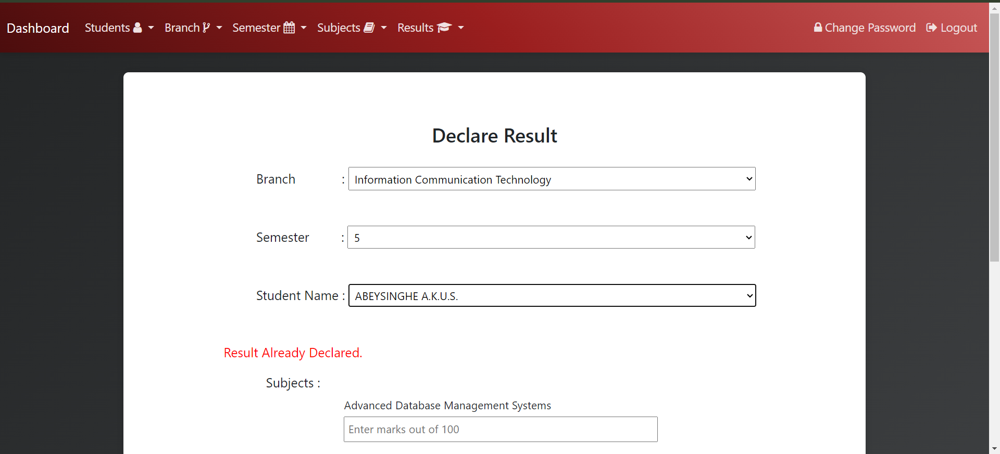 Dashboard Students Branch Semester Subjects Results Change Password Logout
Declare Result
Branch : Information Communication Technology
Semester : 5
Student Name : ABEYSINGHE A.K.U.S.
Result Already Declared.
Subjects :
Advanced Database Management Systems
Enter marks out of 100